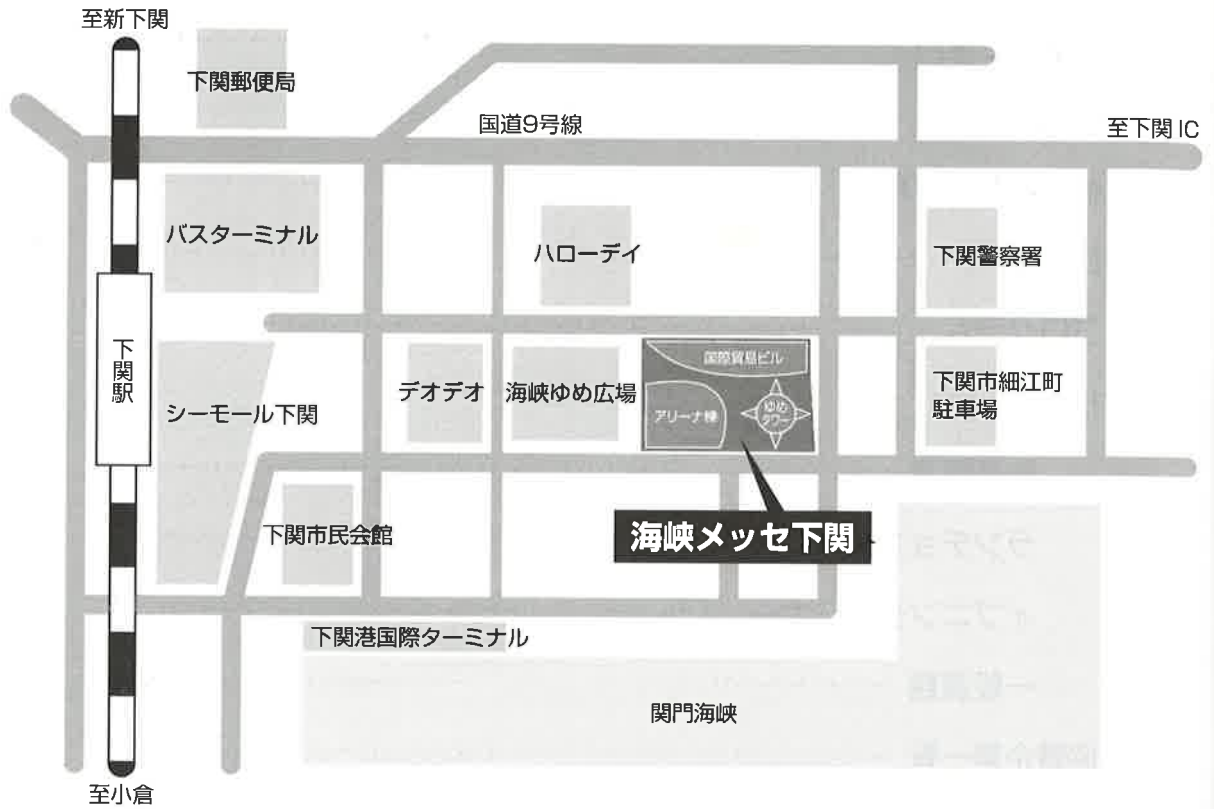 至新下関
下関郵便局
国道9号線
至下関 IC
バスターミナル
ハローデイ
下関警察署
下関駅
シーモール下関
デオデオ
海峡ゆめ広場
国際貿易ビル
アリーナ棟
ゆめ
タワー
下関市細江町
駐車場
下関市民会館
海峡メッセ下関
下関港国際ターミナル
関門海峡
至小倉